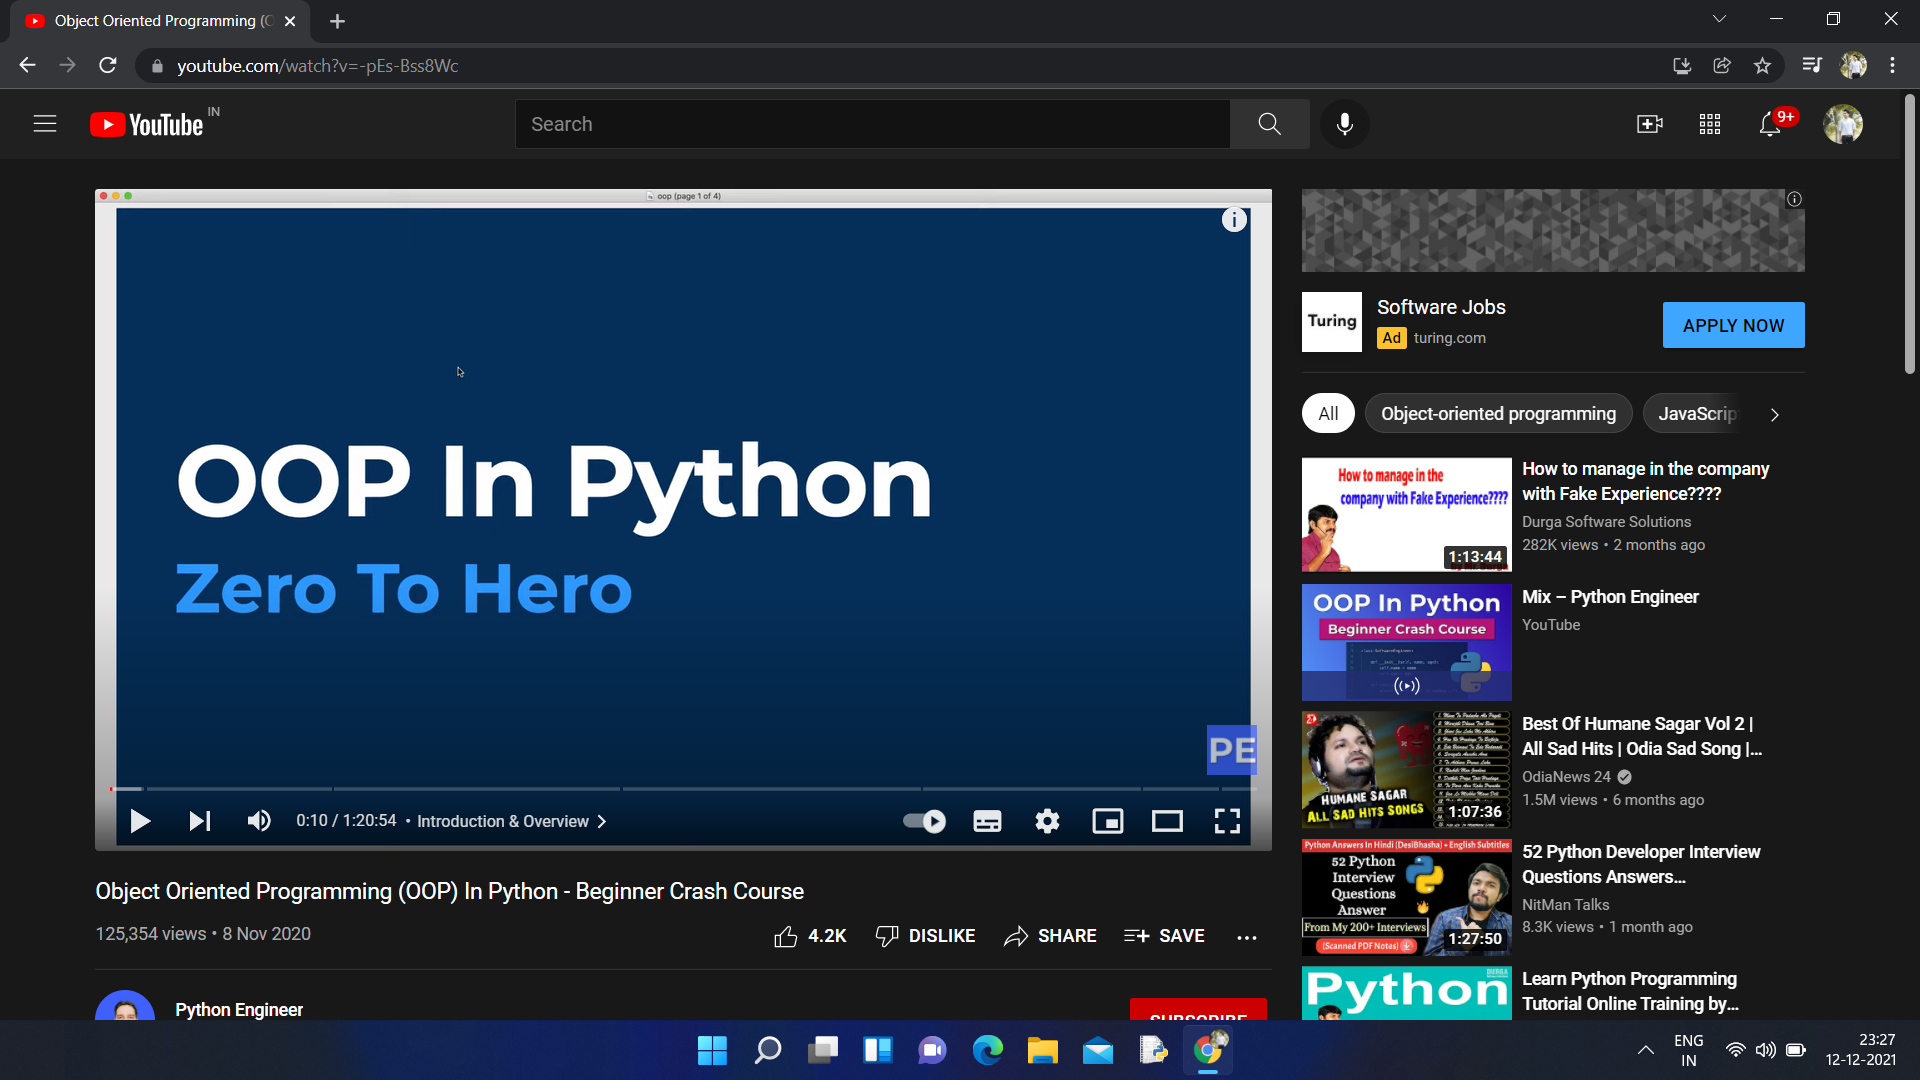 Object Oriented Programming (
youtube.com/watch?v=-pEs-Bss8Wc
YouTube IN
Search
9+
oop (page 1 of 4)
OOP In Python
Zero To Hero
PE
0:10 / 1:20:54 • Introduction & Overview
Object Oriented Programming (OOP) In Python - Beginner Crash Course
125,354 views • 8 Nov 2020
4.2K DISLIKE SHARE SAVE
Python Engineer
SUBSCRIBE
Turing
Software Jobs
Ad turing.com
APPLY NOW
All Object-oriented programming JavaScrip
How to manage in the
company with Fake Experience????
1:13:44
How to manage in the company
with Fake Experience????
Durga Software Solutions
282K views • 2 months ago
OOP In Python
Beginner Crash Course
Mix – Python Engineer
YouTube
HUMANE SAGAR
ALL SAD HITS SONGS
1:07:36
Best Of Humane Sagar Vol 2 |
All Sad Hits | Odia Sad Song |...
OdiaNews 24
1.5M views • 6 months ago
Python Answers In Hindi (DesiBhasha) + English Subtitles
52 Python
Interview
Questions
Answer
From My 200+ Interviews
(Scanned PDF Notes)
1:27:50
52 Python Developer Interview
Questions Answers...
NitMan Talks
8.3K views • 1 month ago
DURGA
Python
Learn Python Programming
Tutorial Online Training by...
ENG
IN
23:27
12-12-2021